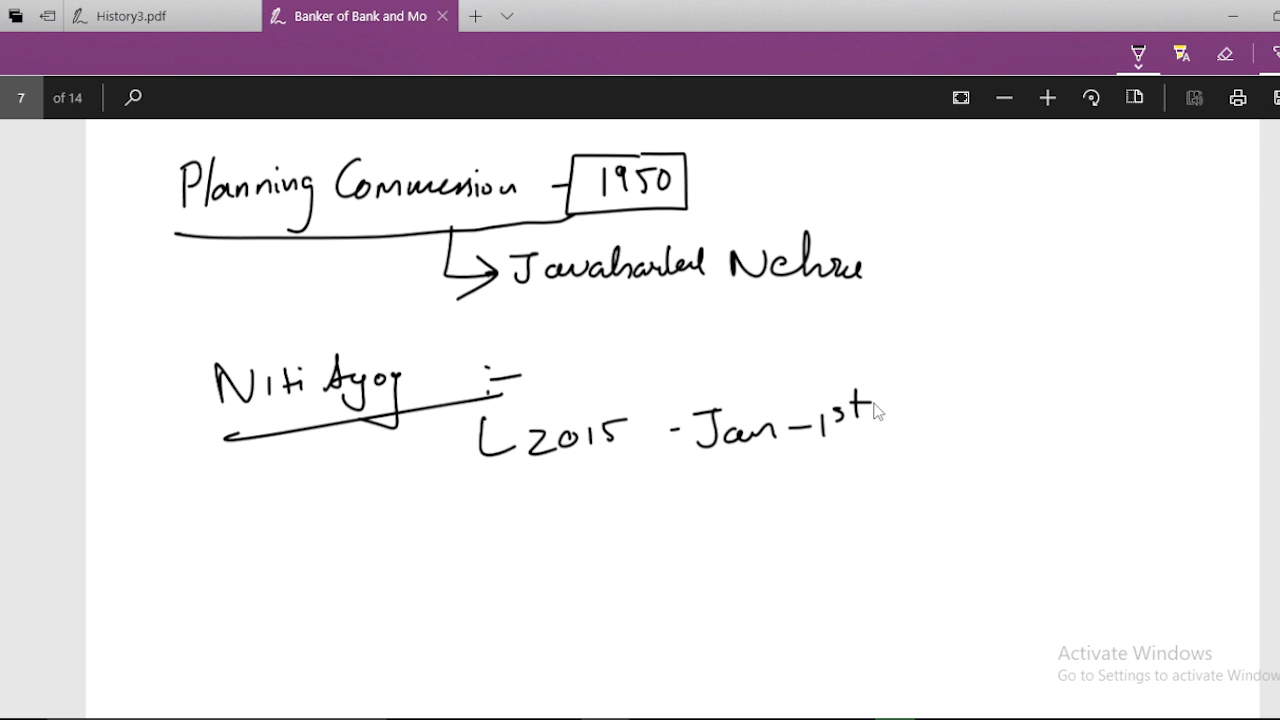 History3.pdf
Banker of Bank and Mo
7 of 14
Planning Commission - 1950
Jawaharlal Nehru
Niti Ayog :-
2015 - Jan - 1st
Activate Windows
Go to Settings to activate Window